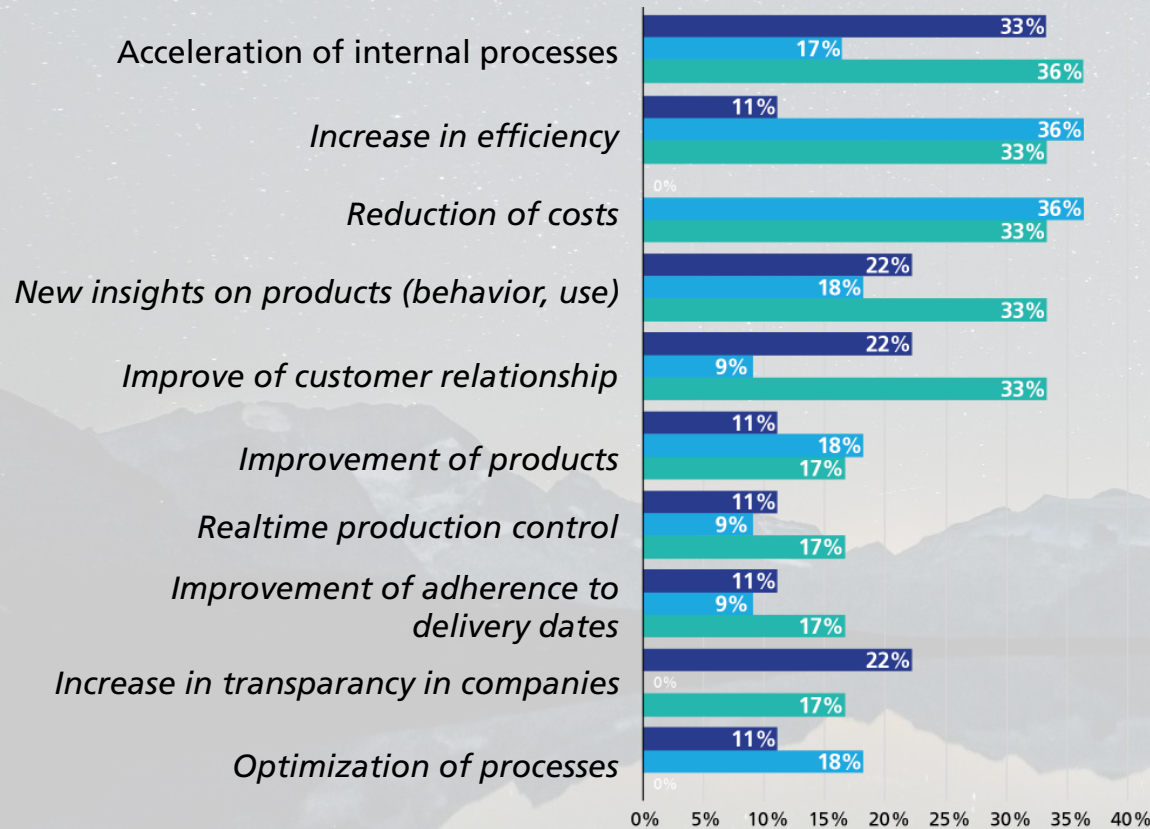 33%
Acceleration of internal processes
17%
36%
11%
Increase in efficiency
36%
33%
0%
Reduction of costs
36%
33%
22%
New insights on products (behavior, use)
18%
33%
22%
Improve of customer relationship
9%
33%
11%
Improvement of products
18%
17%
11%
Realtime production control
9%
17%
11%
Improvement of adherence to
delivery dates
9%
17%
22%
Increase in transparancy in companies
0%
17%
11%
Optimization of processes
18%
0%
0% 5% 10% 15% 20% 25% 30% 35% 40%